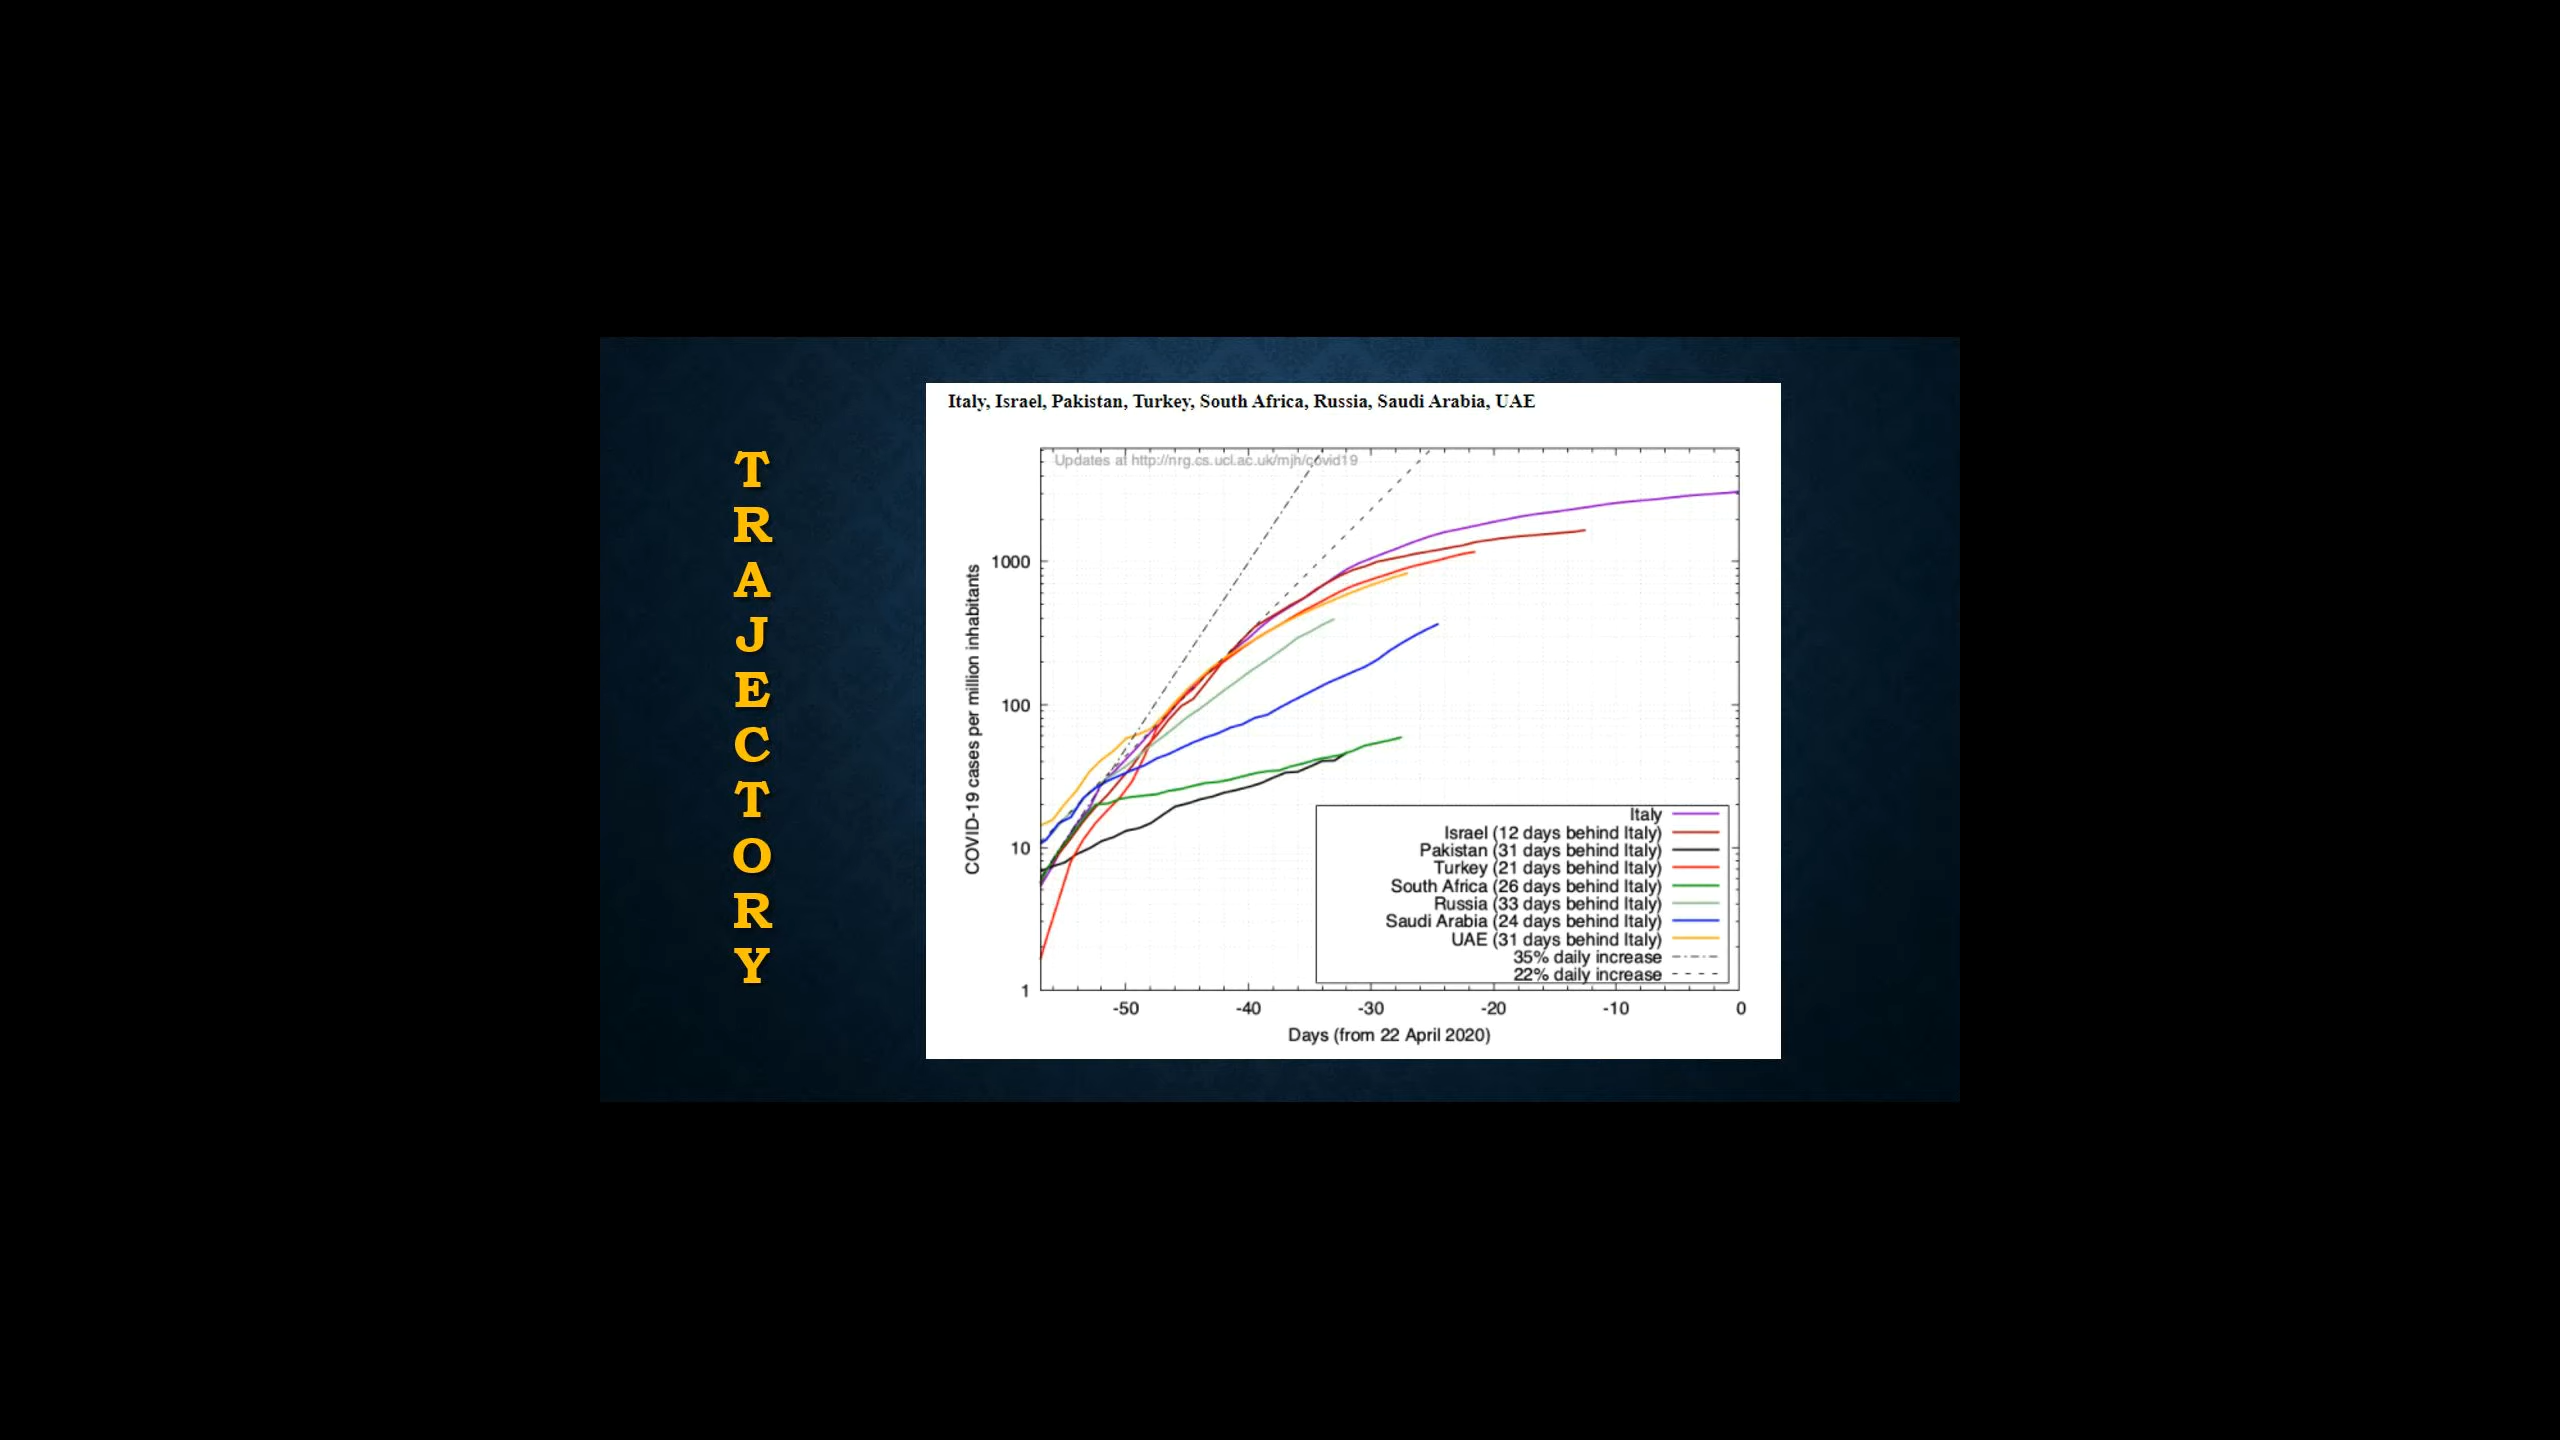 T
R
A
J
E
C
T
O
R
Y
Italy, Israel, Pakistan, Turkey, South Africa, Russia, Saudi Arabia, UAE
Updates at http://nrg.cs.ucl.ac.uk/mjh/covid19
COVID-19 cases per million inhabitants
1000
100
10
1
Italy
Israel (12 days behind Italy)
Pakistan (31 days behind Italy)
Turkey (21 days behind Italy)
South Africa (26 days behind Italy)
Russia (33 days behind Italy)
Saudi Arabia (24 days behind Italy)
UAE (31 days behind Italy)
35% daily increase
22% daily increase
-50 -40 -30 -20 -10 0
Days (from 22 April 2020)